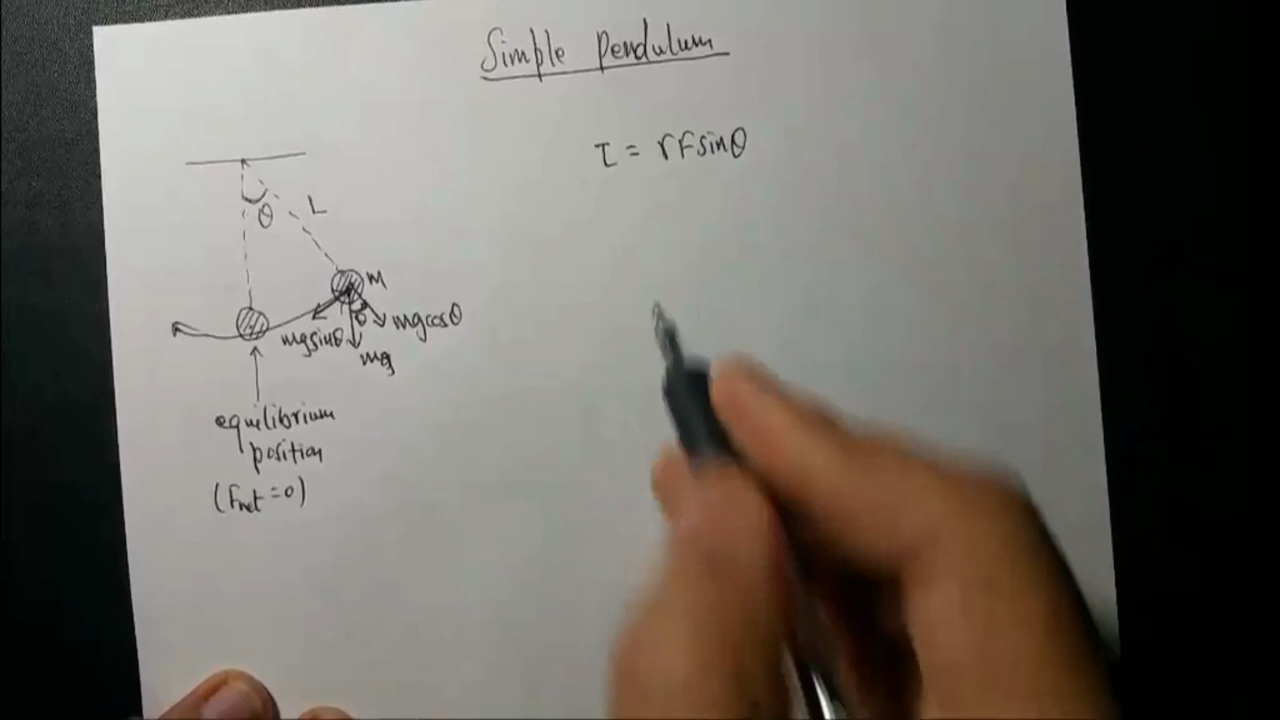 Simple Pendulum
τ = rFsinθ
θ
L
m
mgsinθ
θ
mgcosθ
mg
equilibrium
position
(Fnet = 0)